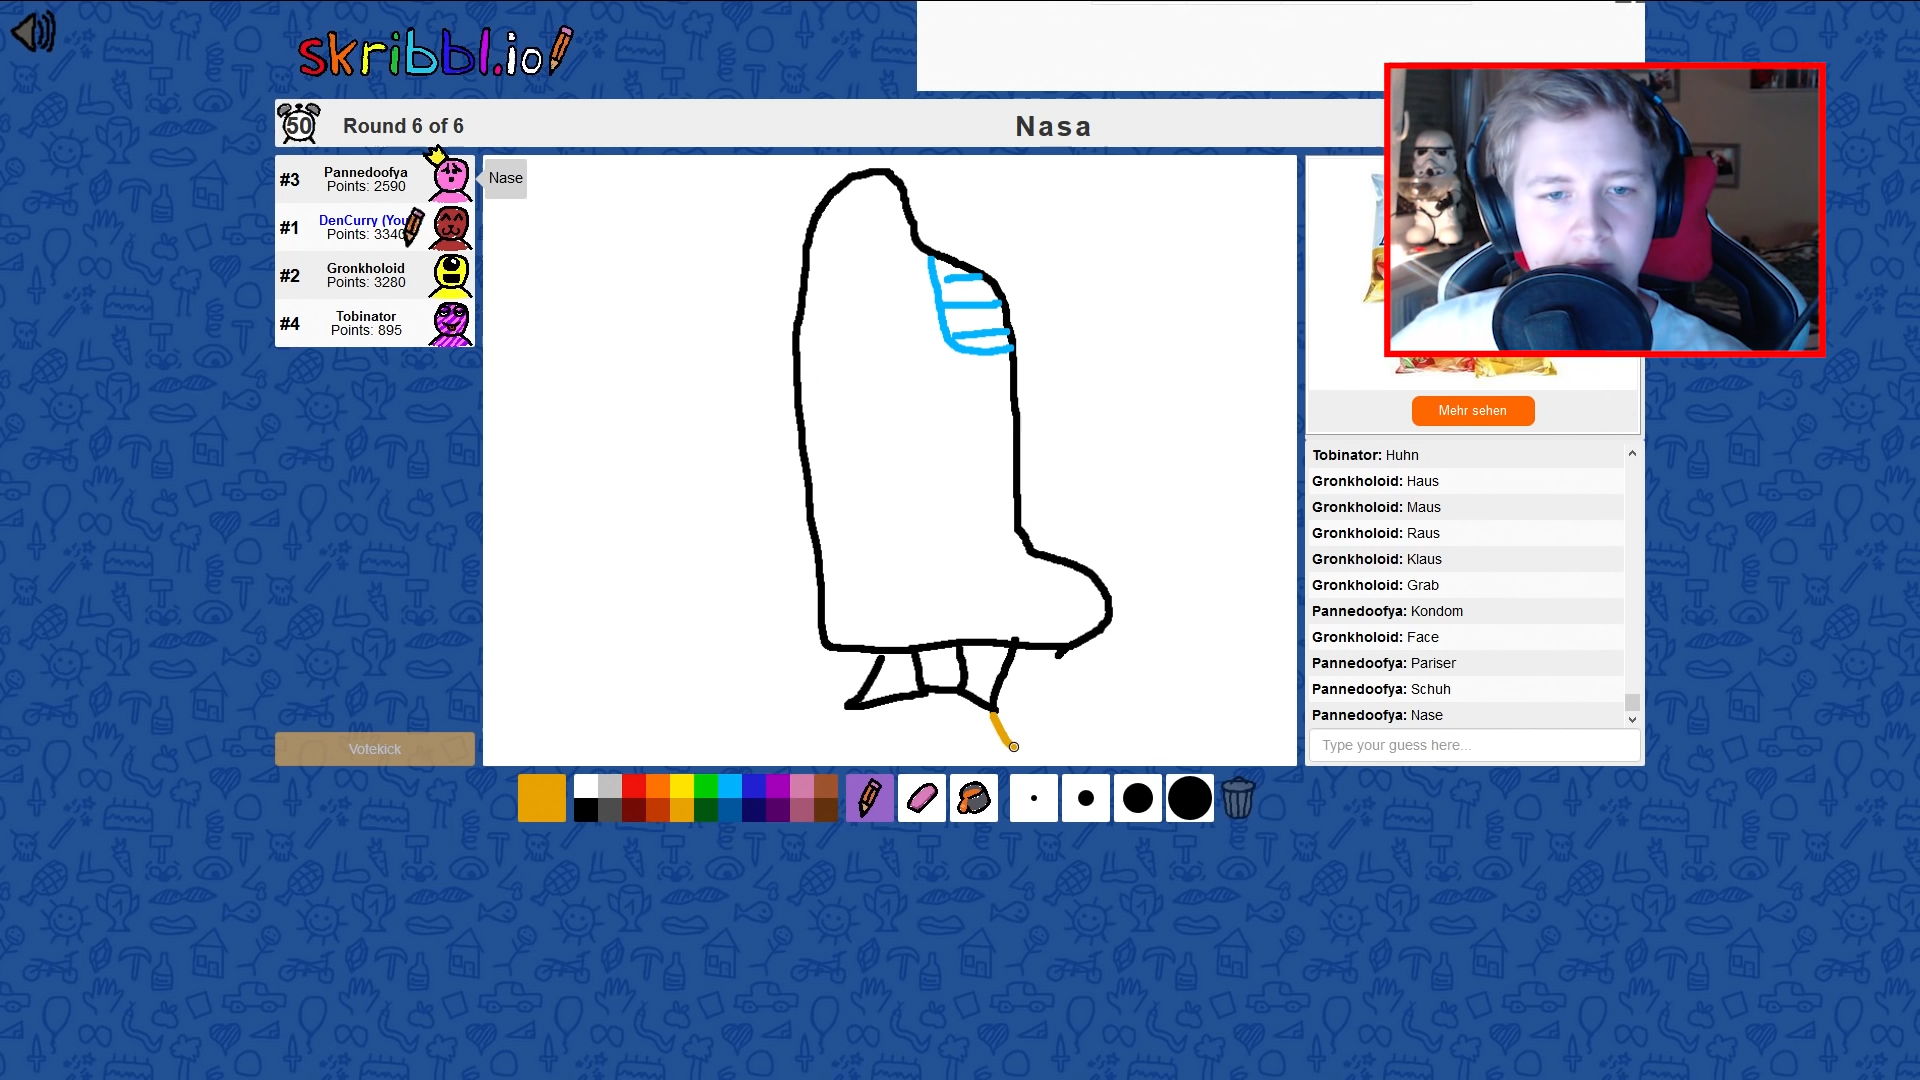 skribbl.io
50
Round 6 of 6
Nasa
#3
Pannedoofya
Points: 2590
Nase
#1
DenCurry (You
Points: 3340
#2
Gronkholoid
Points: 3280
#4
Tobinator
Points: 895
Mehr sehen
Tobinator: Huhn
Gronkholoid: Haus
Gronkholoid: Maus
Gronkholoid: Raus
Gronkholoid: Klaus
Gronkholoid: Grab
Pannedoofya: Kondom
Gronkholoid: Face
Pannedoofya: Pariser
Pannedoofya: Schuh
Pannedoofya: Nase
Type your guess here...
Votekick